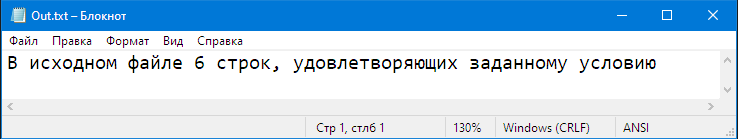 Out.txt – Блокнот
Файл Правка Формат Вид Справка
В исходном файле 6 строк, удовлетворяющих заданному условию
Стр 1, стлб 1 130% Windows (CRLF) ANSI